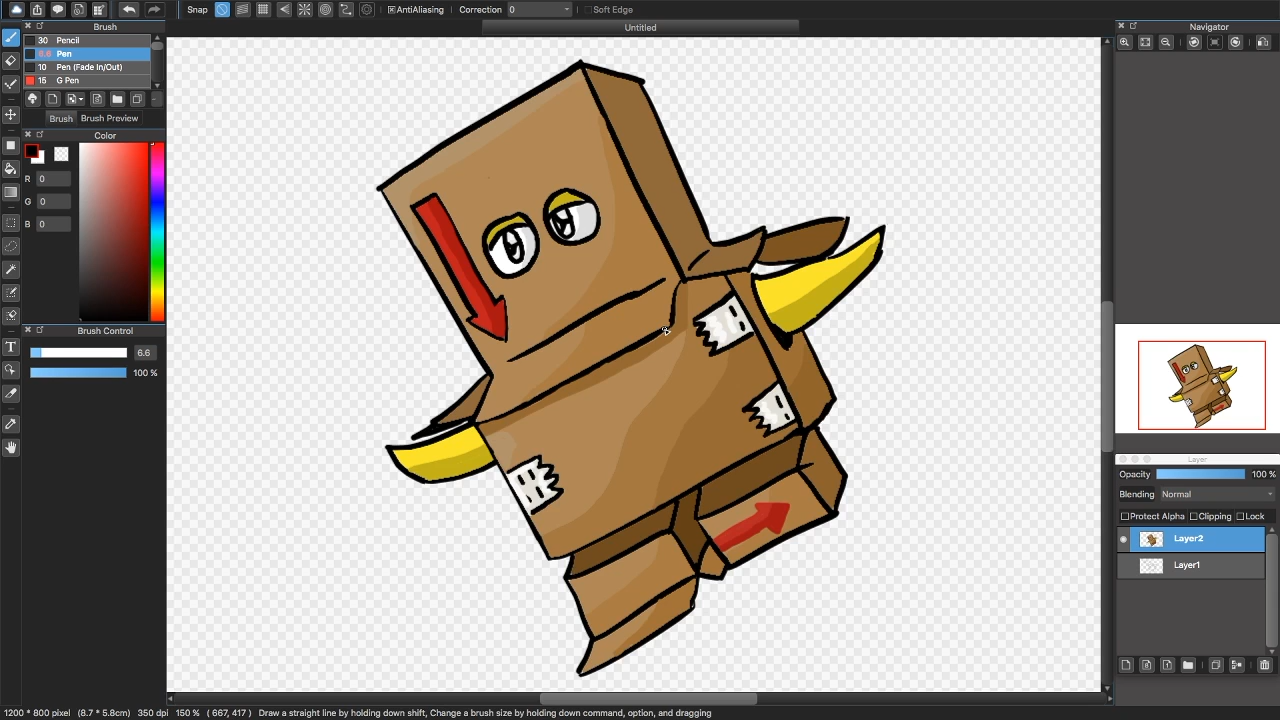 Snap
AntiAliasing
Correction 0
Soft Edge
Untitled
Brush
30 Pencil
6.6 Pen
10 Pen (Fade In/Out)
15 G Pen
Brush Brush Preview
Color
R 0
G 0
B 0
Brush Control
6.6
100 %
Navigator
Layer
Opacity 100 %
Blending Normal
Protect Alpha Clipping Lock
Layer2
Layer1
1200 * 800 pixel (8.7 * 5.8cm) 350 dpi 150 % ( 667, 417 ) Draw a straight line by holding down shift, Change a brush size by holding down command, option, and dragging